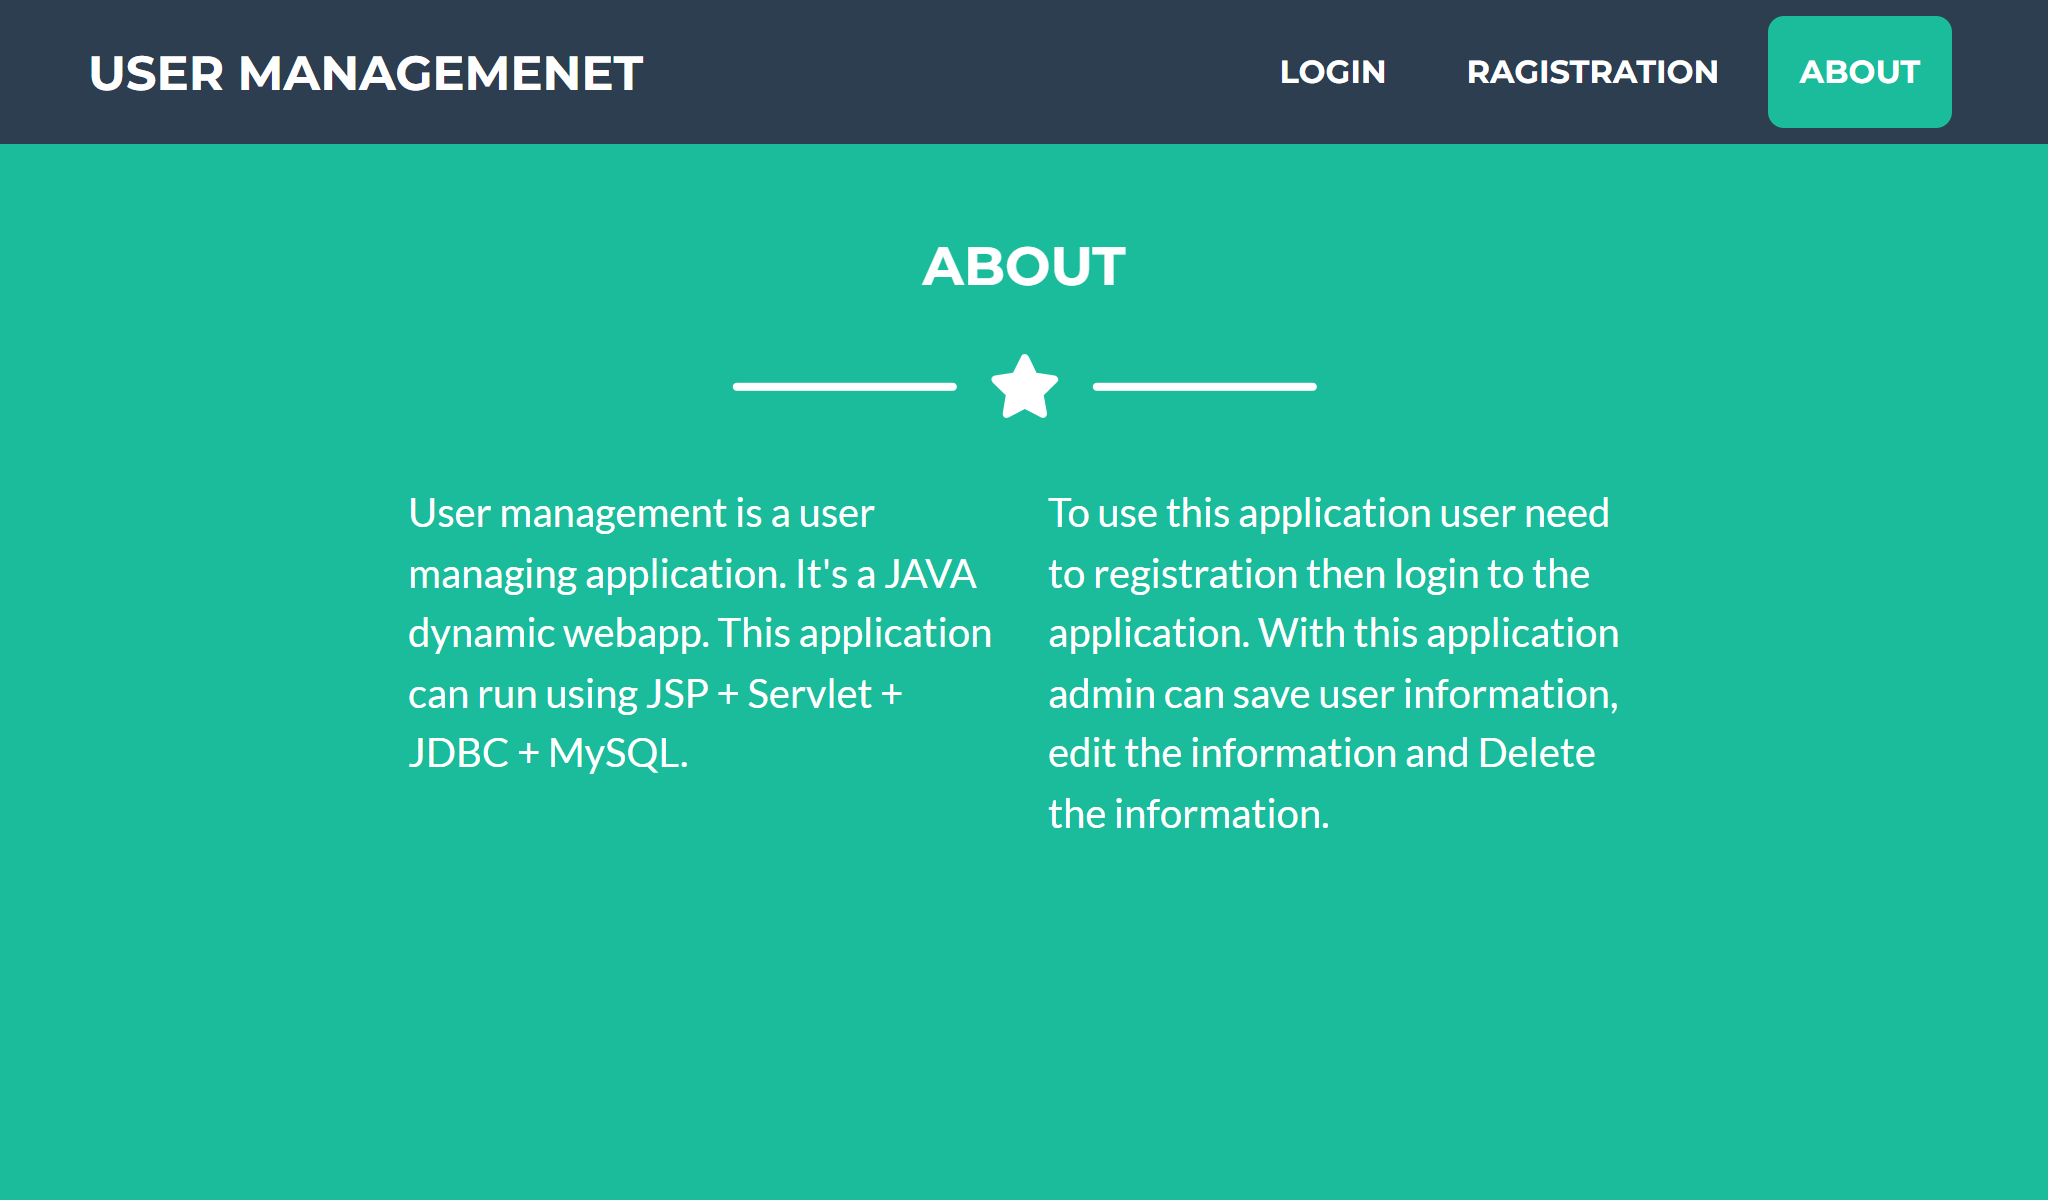 USER MANAGEMENET
LOGIN
RAGISTRATION
ABOUT
ABOUT
User management is a user
managing application. It's a JAVA
dynamic webapp. This application
can run using JSP + Servlet +
JDBC + MySQL.
To use this application user need
to registration then login to the
application. With this application
admin can save user information,
edit the information and Delete
the information.